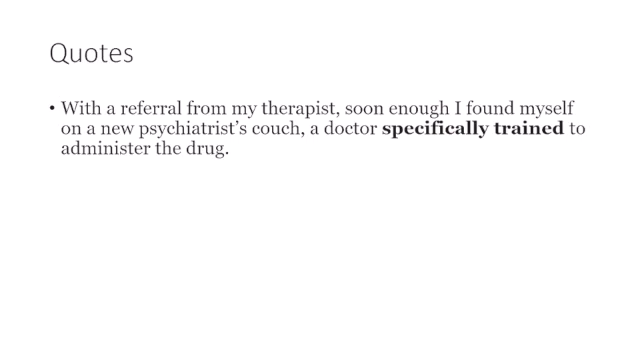 Quotes
• With a referral from my therapist, soon enough I found myself
on a new psychiatrist’s couch, a doctor specifically trained to
administer the drug.